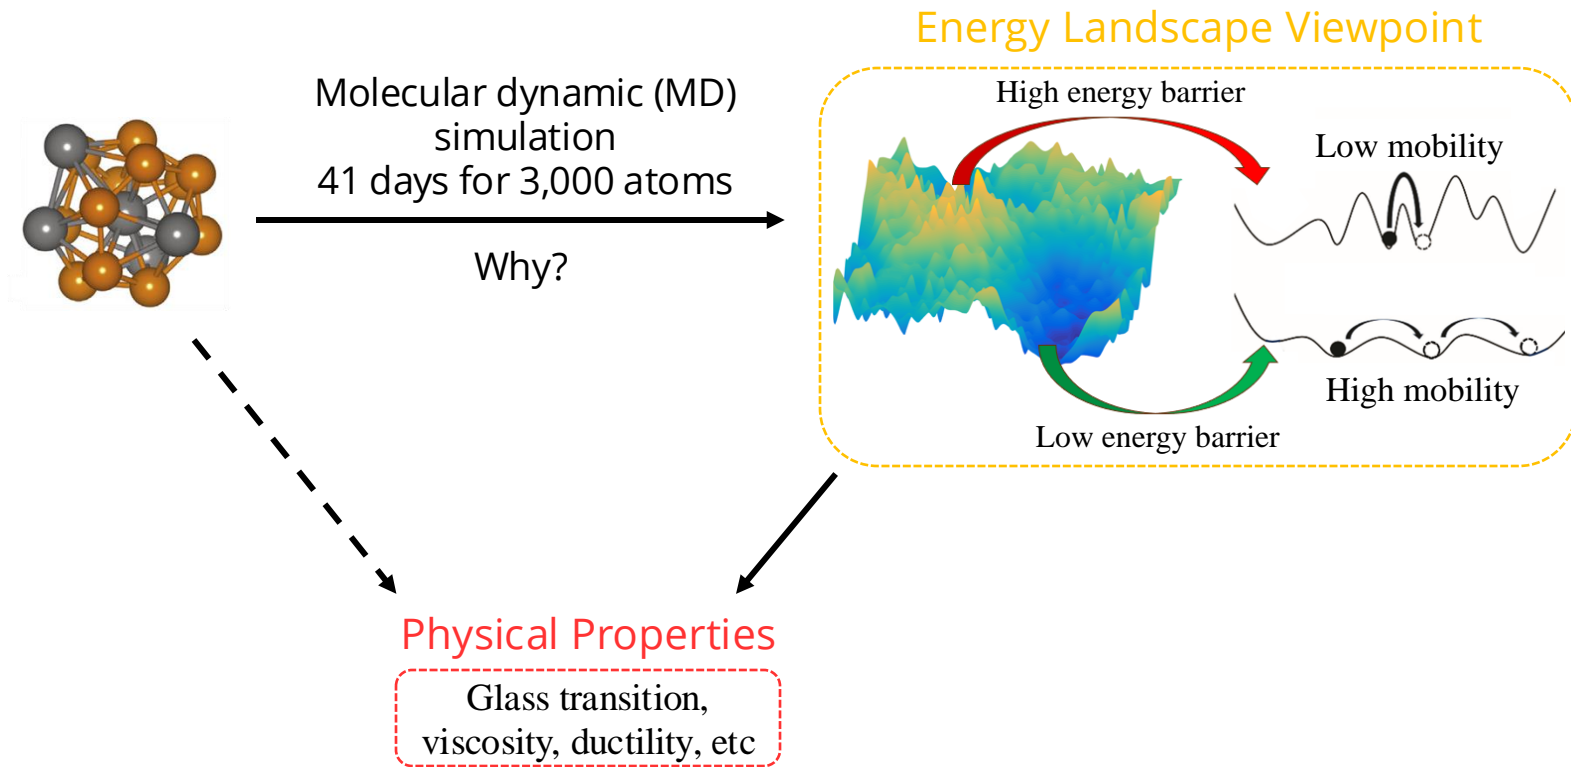 Energy Landscape Viewpoint
Molecular dynamic (MD)
simulation
41 days for 3,000 atoms
Why?
High energy barrier
Low mobility
High mobility
Low energy barrier
Physical Properties
Glass transition,
viscosity, ductility, etc